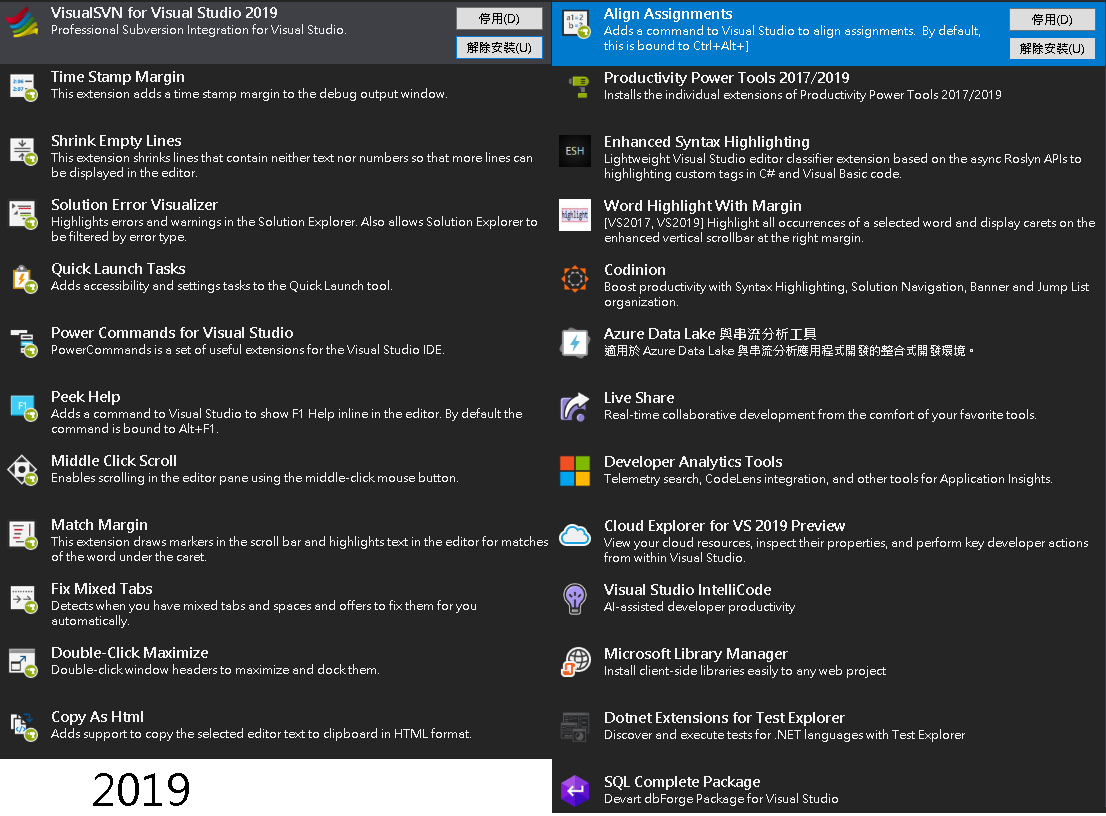 VisualSVN for Visual Studio 2019
Professional Subversion Integration for Visual Studio.
停用(D)
解除安裝(U)
Time Stamp Margin
This extension adds a time stamp margin to the debug output window.
Shrink Empty Lines
This extension shrinks lines that contain neither text nor numbers so that more lines can
be displayed in the editor.
Solution Error Visualizer
Highlights errors and warnings in the Solution Explorer. Also allows Solution Explorer to
be filtered by error type.
Quick Launch Tasks
Adds accessibility and settings tasks to the Quick Launch tool.
Power Commands for Visual Studio
PowerCommands is a set of useful extensions for the Visual Studio IDE.
F1
Peek Help
Adds a command to Visual Studio to show F1 Help inline in the editor. By default the
command is bound to Alt+F1.
Middle Click Scroll
Enables scrolling in the editor pane using the middle-click mouse button.
Match Margin
This extension draws markers in the scroll bar and highlights text in the editor for matches
of the word under the caret.
Fix Mixed Tabs
Detects when you have mixed tabs and spaces and offers to fix them for you
automatically.
Double-Click Maximize
Double-click window headers to maximize and dock them.
Copy As Html
Adds support to copy the selected editor text to clipboard in HTML format.
2019
a1=2
b=2
Align Assignments
Adds a command to Visual Studio to align assignments.  By default,
this is bound to Ctrl+Alt+]
停用(D)
解除安裝(U)
Productivity Power Tools 2017/2019
Installs the individual extensions of Productivity Power Tools 2017/2019
ESH
Enhanced Syntax Highlighting
Lightweight Visual Studio editor classifier extension based on the async Roslyn APIs to
highlighting custom tags in C# and Visual Basic code.
highlight
Word Highlight With Margin
[VS2017, VS2019] Highlight all occurrences of a selected word and display carets on the
enhanced vertical scrollbar at the right margin.
Codinion
Boost productivity with Syntax Highlighting, Solution Navigation, Banner and Jump List
organization.
Azure Data Lake 與串流分析工具
適用於 Azure Data Lake 與串流分析應用程式開發的整合式開發環境。
Live Share
Real-time collaborative development from the comfort of your favorite tools.
Developer Analytics Tools
Telemetry search, CodeLens integration, and other tools for Application Insights.
Cloud Explorer for VS 2019 Preview
View your cloud resources, inspect their properties, and perform key developer actions
from within Visual Studio.
Visual Studio IntelliCode
AI-assisted developer productivity
Microsoft Library Manager
Install client-side libraries easily to any web project
Dotnet Extensions for Test Explorer
Discover and execute tests for .NET languages with Test Explorer
SQL Complete Package
Devart dbForge Package for Visual Studio